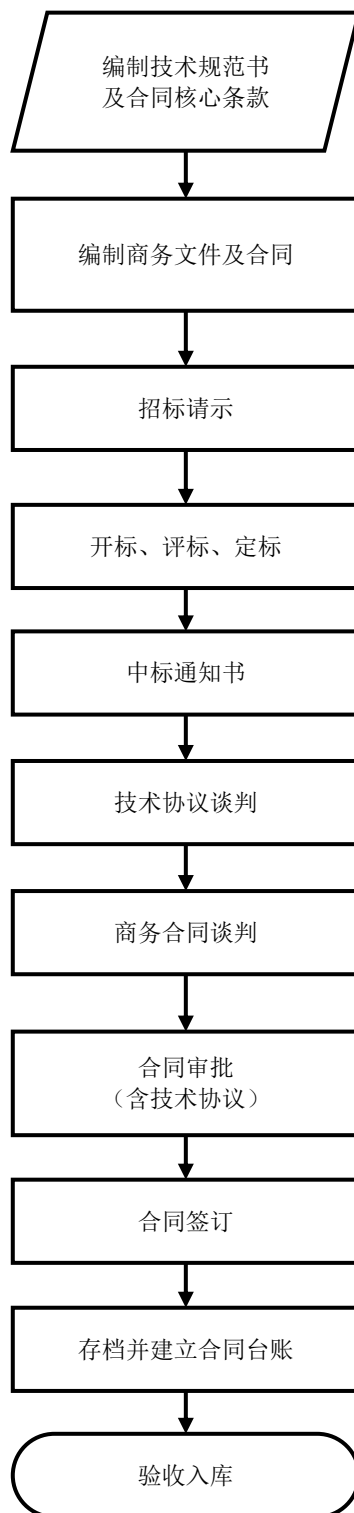 编制技术规范书
及合同核心条款
编制商务文件及合同
招标请示
开标、评标、定标
中标通知书
技术协议谈判
商务合同谈判
合同审批
（含技术协议）
合同签订
存档并建立合同台账
验收入库